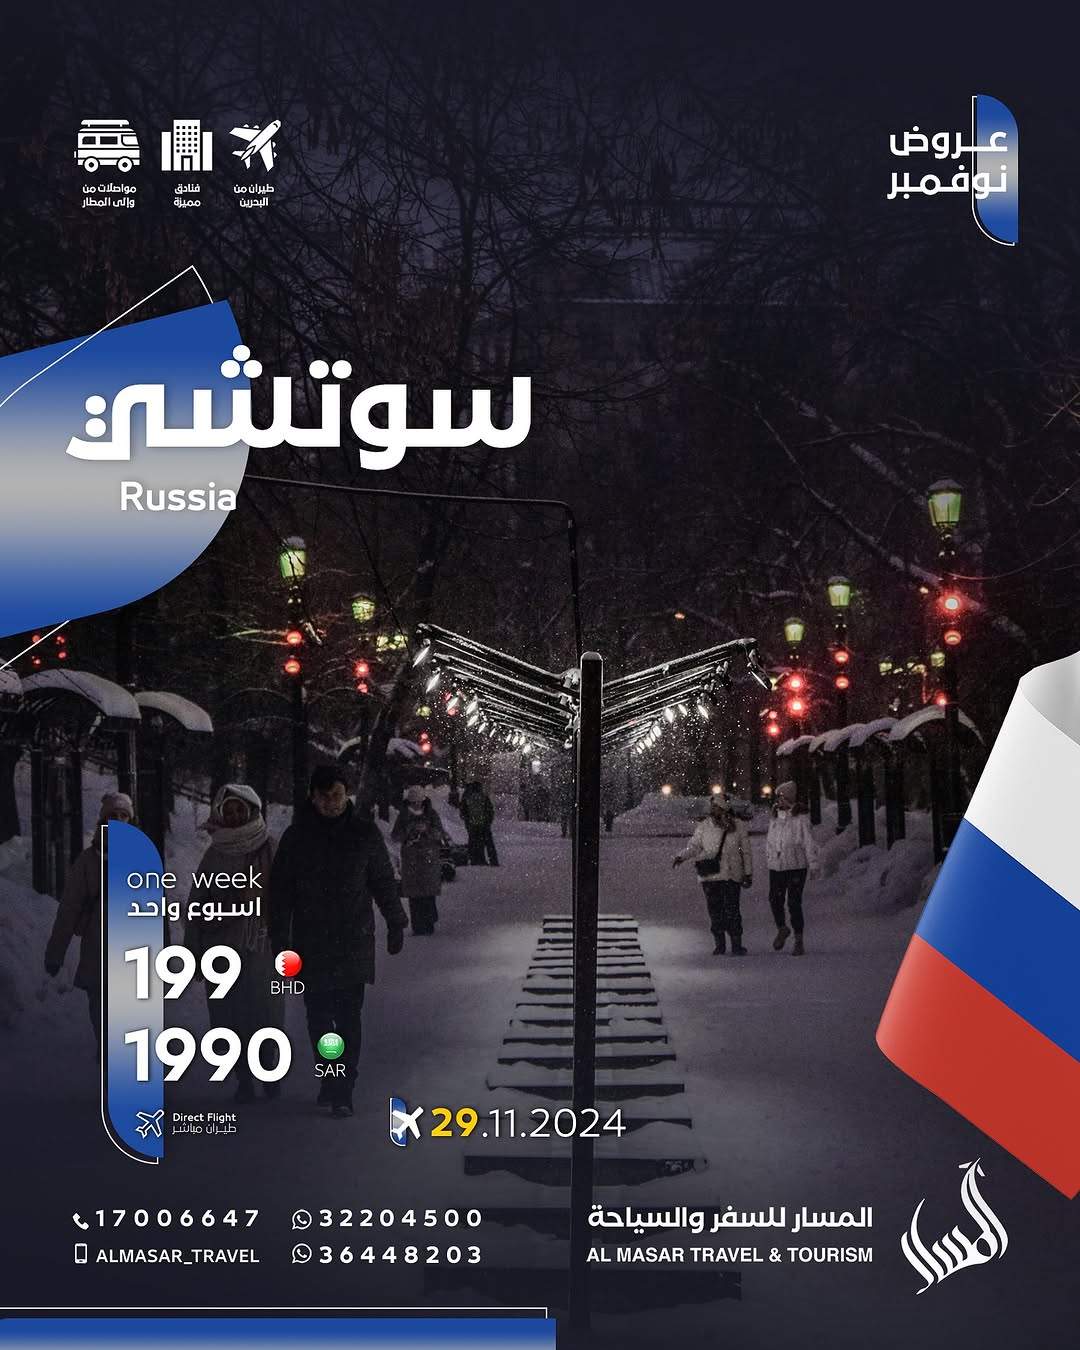 عروض
نوفمبر
طيران من
البحرين
فنادق
مميزة
مواصلات من
وإلى المطار
سوتشي
Russia
one week
اسبوع واحد
199 BHD
1990 SAR
Direct Flight
طيران مباشر
29.11.2024
17006647
32204500
ALMASAR_TRAVEL
36448203
المسار للسفر والسياحة
AL MASAR TRAVEL & TOURISM
المسار